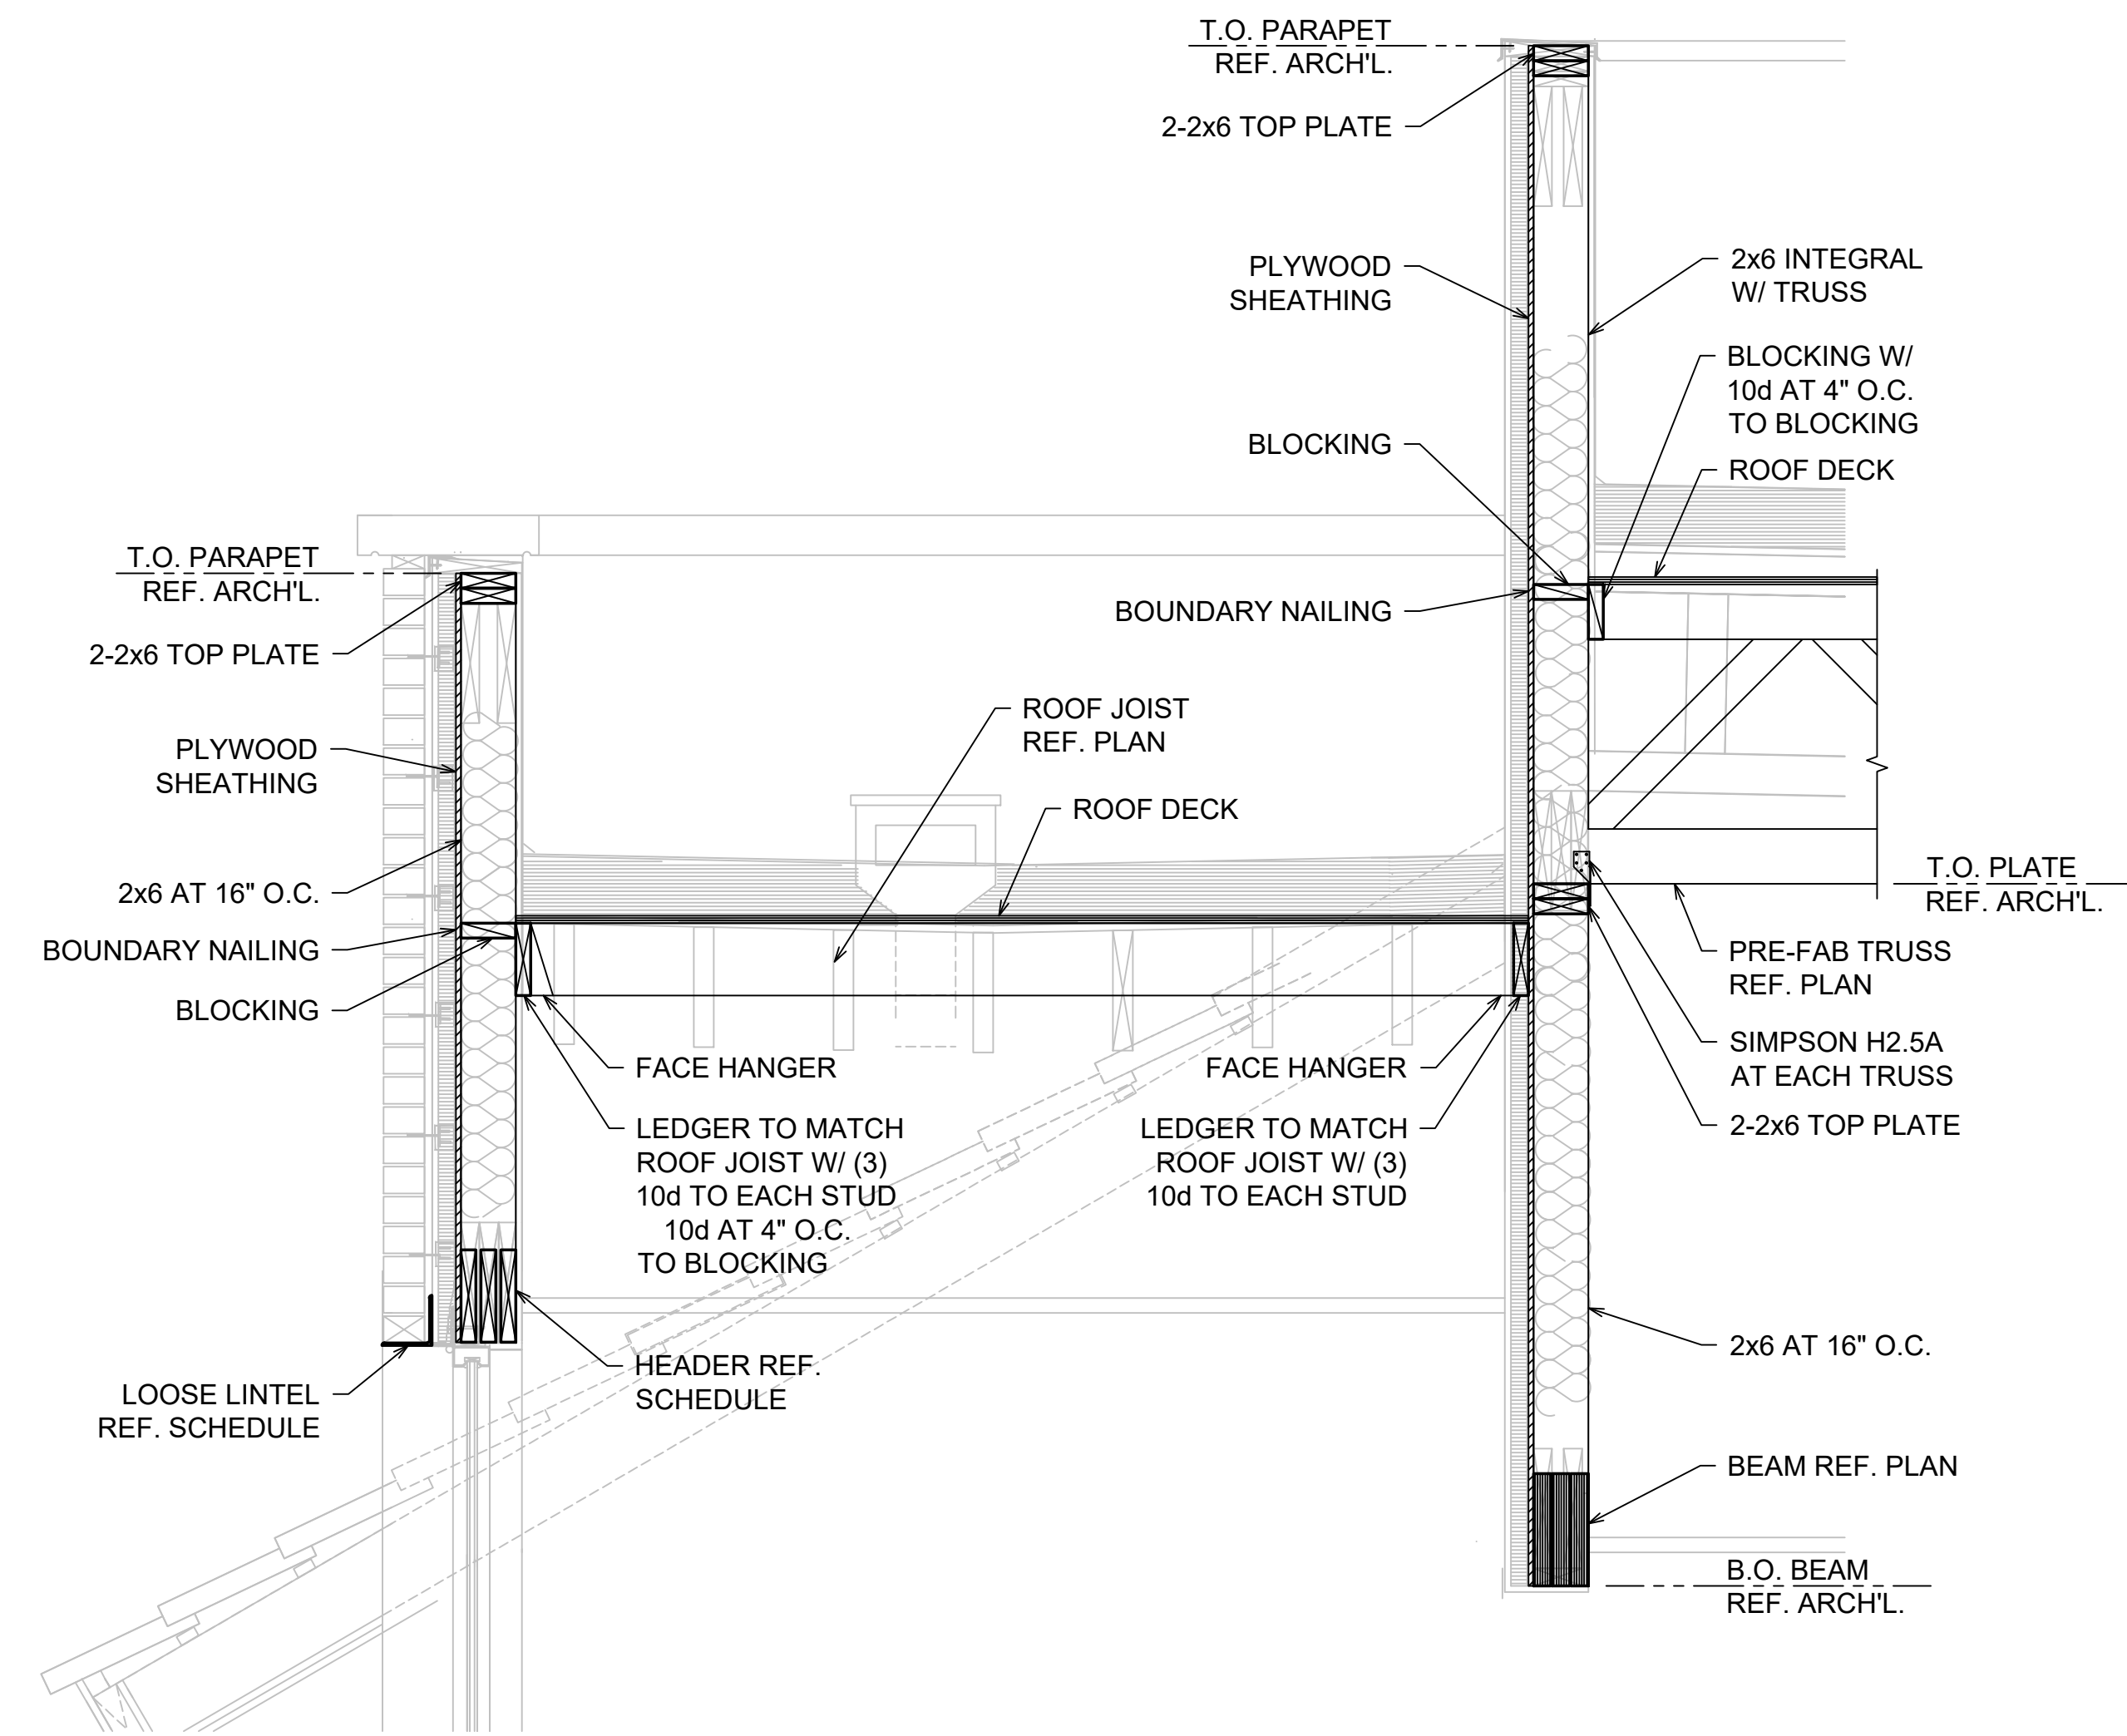 T.O. PARAPET
REF. ARCH'L.
2-2x6 TOP PLATE
PLYWOOD
SHEATHING
2x6 INTEGRAL
W/ TRUSS
BLOCKING W/
10d AT 4" O.C.
TO BLOCKING
BLOCKING
ROOF DECK
BOUNDARY NAILING
T.O. PARAPET
REF. ARCH'L.
2-2x6 TOP PLATE
PLYWOOD
SHEATHING
2x6 AT 16" O.C.
BOUNDARY NAILING
BLOCKING
ROOF JOIST
REF. PLAN
ROOF DECK
T.O. PLATE
REF. ARCH'L.
PRE-FAB TRUSS
REF. PLAN
SIMPSON H2.5A
AT EACH TRUSS
2-2x6 TOP PLATE
FACE HANGER
LEDGER TO MATCH
ROOF JOIST W/ (3)
10d TO EACH STUD
10d AT 4" O.C.
TO BLOCKING
FACE HANGER
LEDGER TO MATCH
ROOF JOIST W/ (3)
10d TO EACH STUD
HEADER REF.
SCHEDULE
LOOSE LINTEL
REF. SCHEDULE
2x6 AT 16" O.C.
BEAM REF. PLAN
B.O. BEAM
REF. ARCH'L.